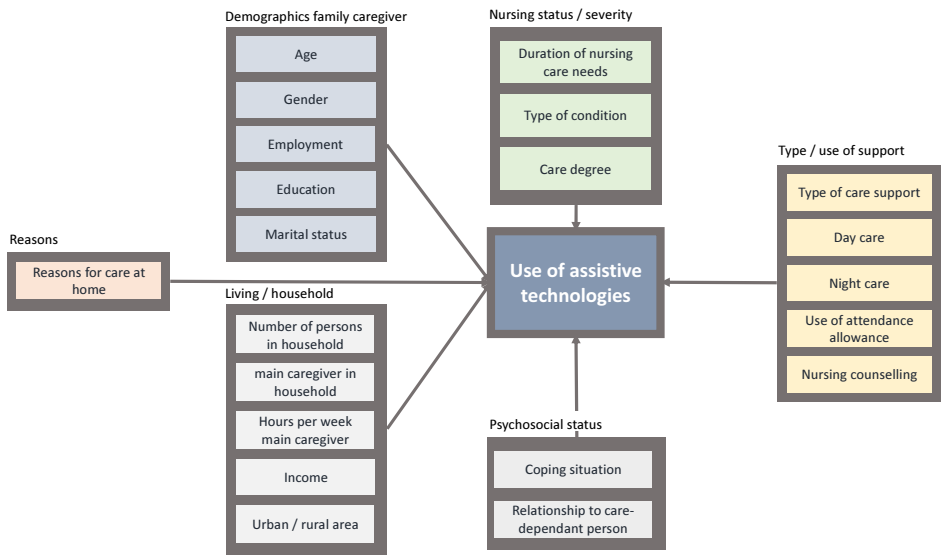 Demographics family caregiver
Age
Gender
Employment
Education
Marital status
Nursing status / severity
Duration of nursing
care needs
Type of condition
Care degree
Type / use of support
Type of care support
Day care
Night care
Use of attendance
allowance
Nursing counselling
Reasons
Reasons for care at
home
Use of assistive
technologies
Living / household
Number of persons
in household
main caregiver in
household
Hours per week
main caregiver
Income
Urban / rural area
Psychosocial status
Coping situation
Relationship to care-
dependant person